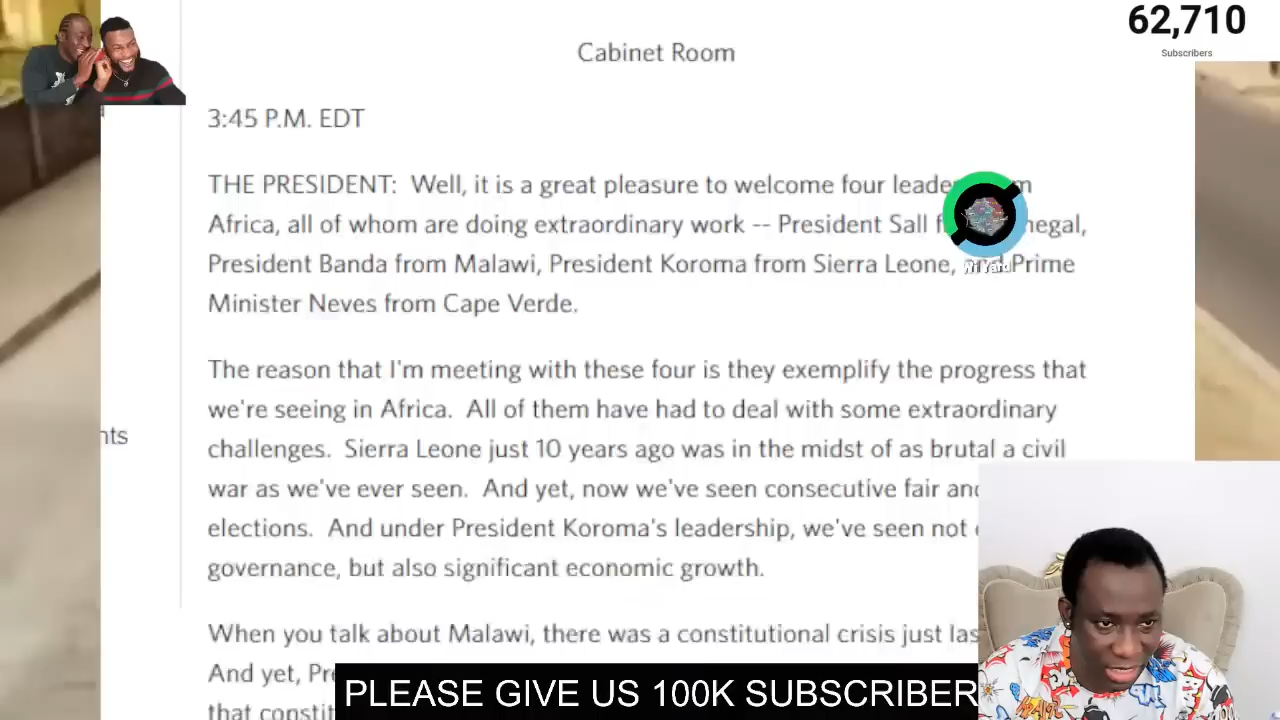 62,710
Subscribers
Cabinet Room
3:45 P.M. EDT
THE PRESIDENT: Well, it is a great pleasure to welcome four
Africa, all of whom are doing extraordinary work -- President Sall
President Banda from Malawi, President Koroma from Sierra Leone, and Prime
Minister Neves from Cape Verde.
The reason that I'm meeting with these four is they exemplify the progress that
we're seeing in Africa. All of them have had to deal with some extraordinary
challenges. Sierra Leone just 10 years ago was in the midst of as brutal a civil
war as we've ever seen. And yet, now we've seen consecutive fair
elections. And under President Koroma's leadership, we've seen not
governance, but also significant economic growth.
When you talk about Malawi, there was a constitutional crisis just
And yet,
that
Wi Yard
PLEASE GIVE US 100K SUBSCRIBER